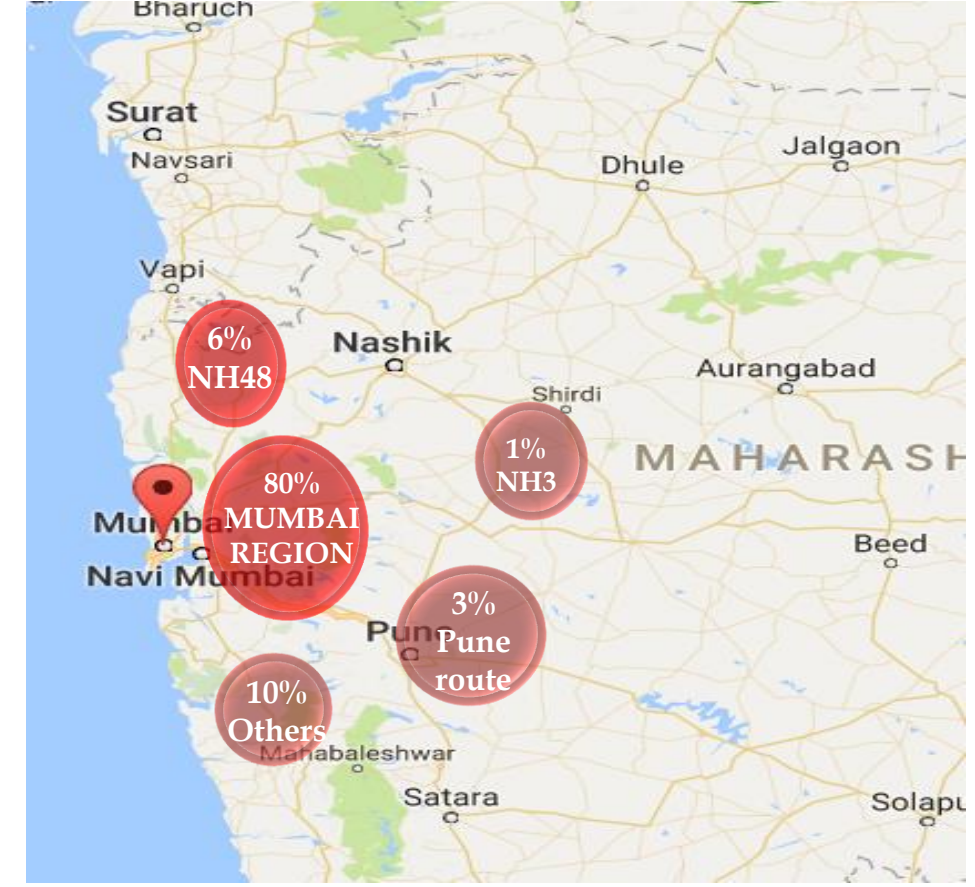 Bharuch
Surat
Navsari
Dhule
Jalgaon
Vapi
6%
NH48
Nashik
Aurangabad
Shirdi
1%
NH3
MAHARASH
80%
MUMBAI
REGION
Mumbai
Navi Mumbai
Beed
3%
Pune
route
Pune
10%
Others
Mahabaleshwar
Satara
Solapu